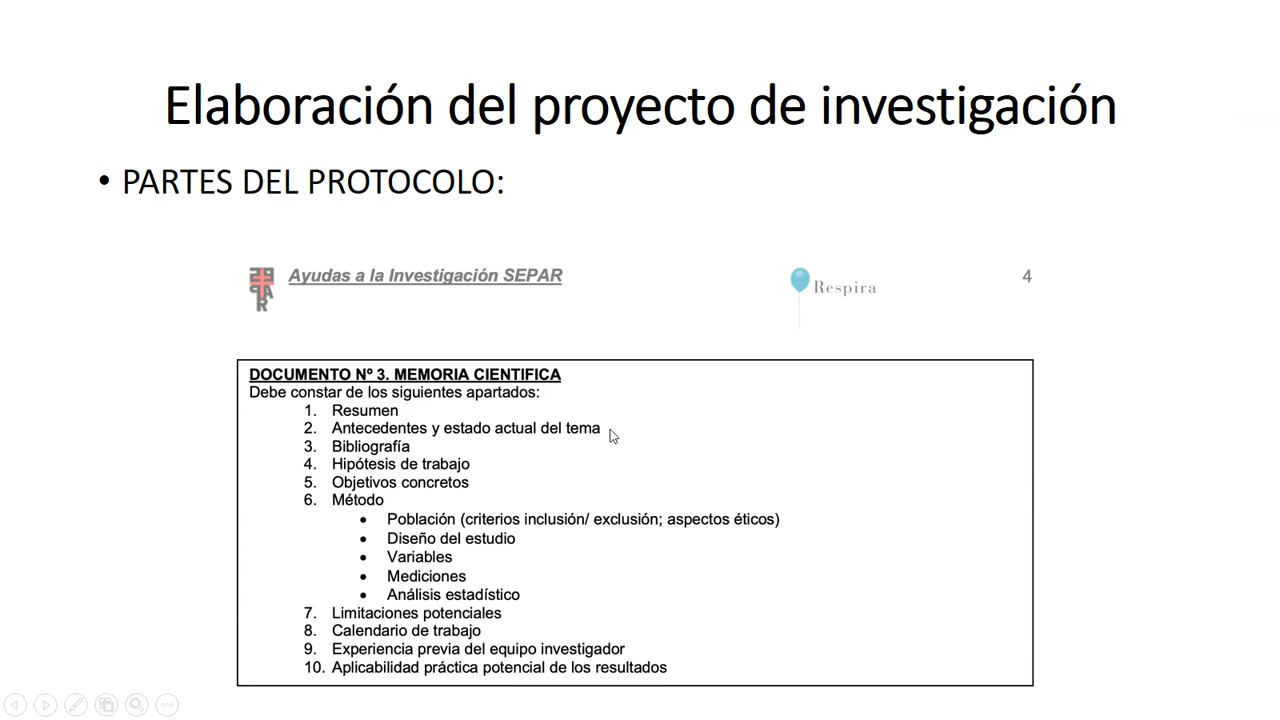 Elaboración del proyecto de investigación
• PARTES DEL PROTOCOLO:
Ayudas a la Investigación SEPAR
Respira
4
DOCUMENTO Nº 3. MEMORIA CIENTIFICA
Debe constar de los siguientes apartados:
1. Resumen
2. Antecedentes y estado actual del tema
3. Bibliografía
4. Hipótesis de trabajo
5. Objetivos concretos
6. Método
• Población (criterios inclusión/ exclusión; aspectos éticos)
• Diseño del estudio
• Variables
• Mediciones
• Análisis estadístico
7. Limitaciones potenciales
8. Calendario de trabajo
9. Experiencia previa del equipo investigador
10. Aplicabilidad práctica potencial de los resultados